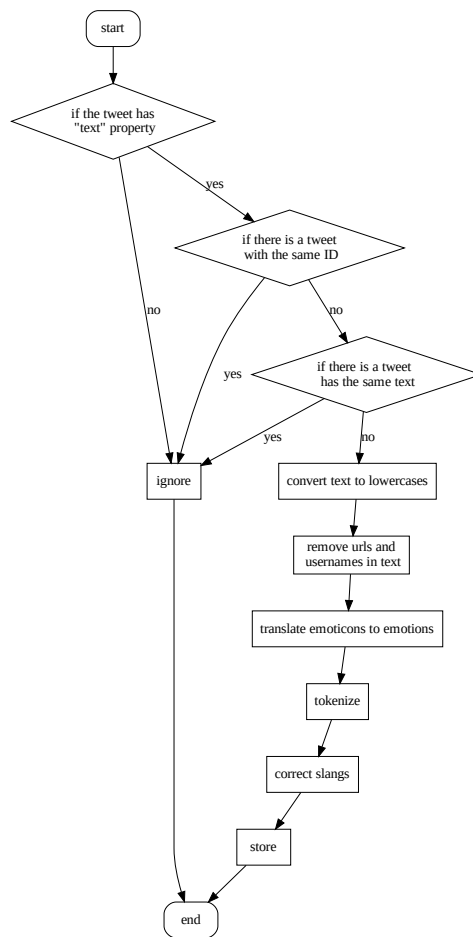 start
if the tweet has
"text" property
yes
if there is a tweet
with the same ID
no
no
if there is a tweet
has the same text
yes
yes
no
ignore
convert text to lowercases
remove urls and
usernames in text
translate emoticons to emotions
tokenize
correct slangs
store
end